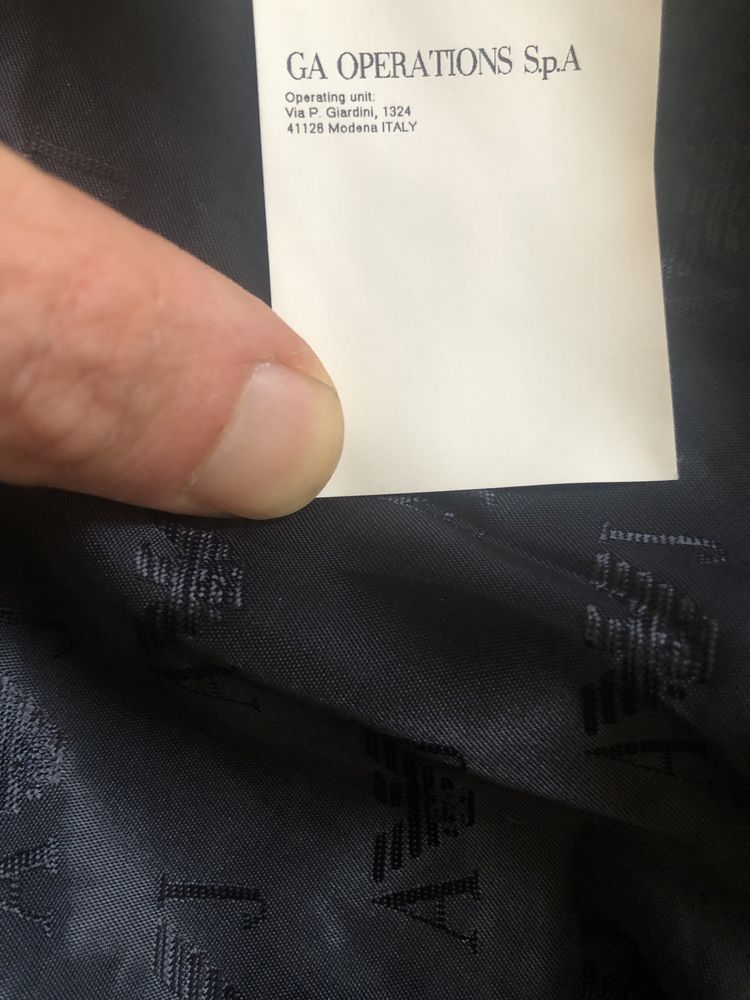 GA OPERATIONS S.p.A
Operating unit:
Via P. Giardini, 1324
41126 Modena ITALY
A J
A J
A J
A
J